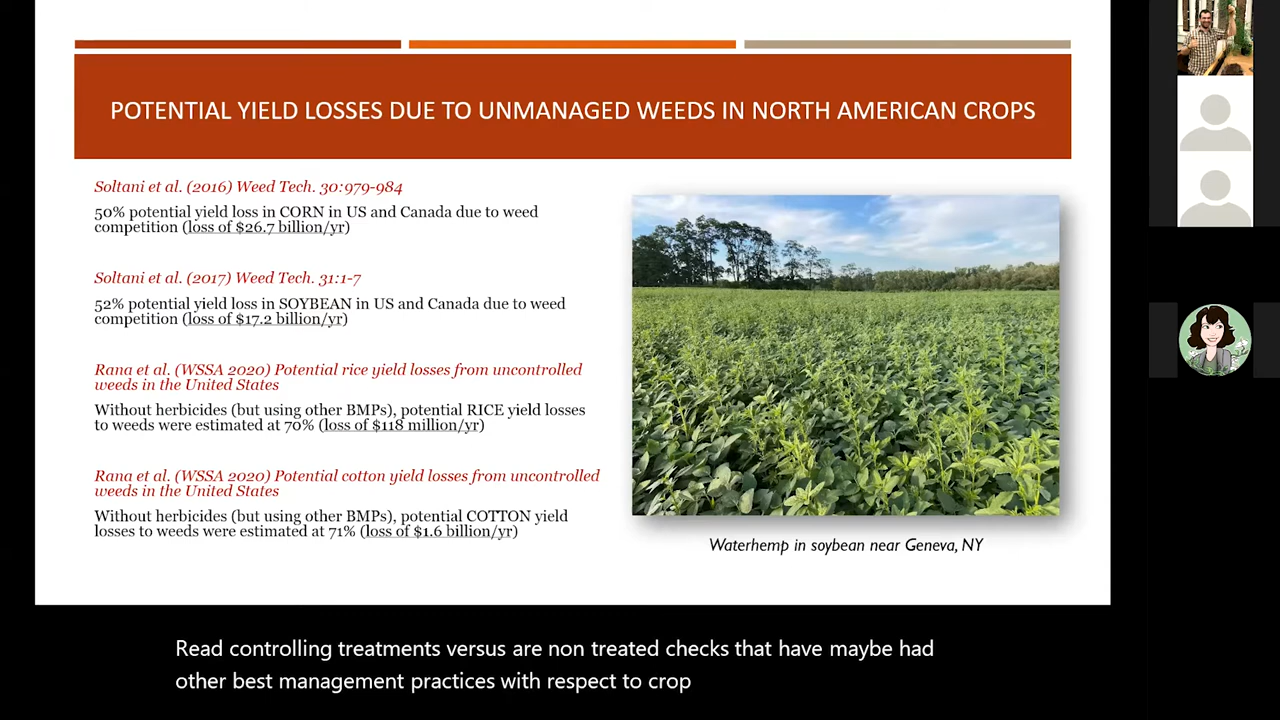 POTENTIAL YIELD LOSSES DUE TO UNMANAGED WEEDS IN NORTH AMERICAN CROPS
Soltani et al. (2016) Weed Tech. 30:979-984
50% potential yield loss in CORN in US and Canada due to weed
competition (loss of $26.7 billion/yr)
Soltani et al. (2017) Weed Tech. 31:1-7
52% potential yield loss in SOYBEAN in US and Canada due to weed
competition (loss of $17.2 billion/yr)
Rana et al. (WSSA 2020) Potential rice yield losses from uncontrolled
weeds in the United States
Without herbicides (but using other BMPs), potential RICE yield losses
to weeds were estimated at 70% (loss of $118 million/yr)
Rana et al. (WSSA 2020) Potential cotton yield losses from uncontrolled
weeds in the United States
Without herbicides (but using other BMPs), potential COTTON yield
losses to weeds were estimated at 71% (loss of $1.6 billion/yr)
Waterhemp in soybean near Geneva, NY
Read controlling treatments versus are non treated checks that have maybe had
other best management practices with respect to crop